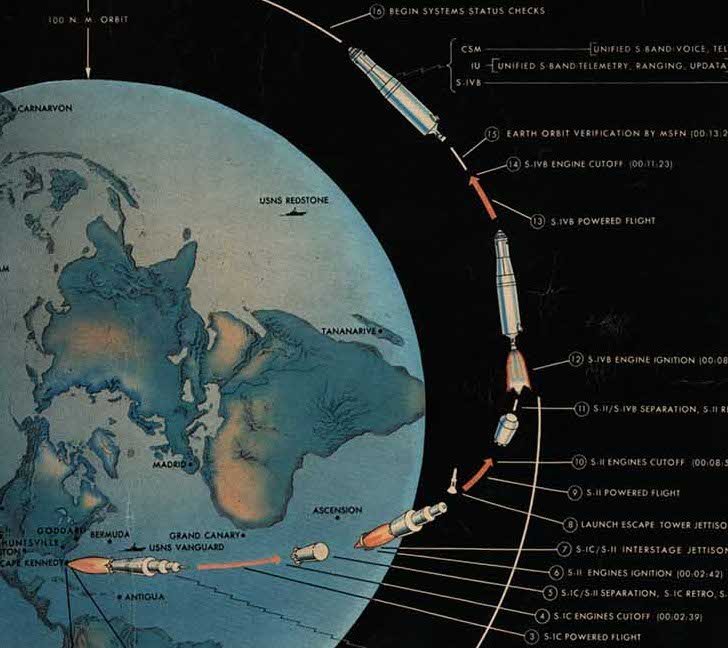 16 BEGIN SYSTEMS STATUS CHECKS
100 N. M. ORBIT
CSM UNIFIED S-BAND: VOICE, TEL
IU UNIFIED S-BAND: TELEMETRY, RANGING, UPDATA
S-IVB
CARNARVON
15 EARTH ORBIT VERIFICATION BY MSFN (00:13:2
14 S-IVB ENGINE CUTOFF (00:11:23)
USNS REDSTONE
13 S-IVB POWERED FLIGHT
AM
TANANARIVE
12 S-IVB ENGINE IGNITION (00:08
11 S-II/S-IVB SEPARATION, S-II R
MADRID
10 S-II ENGINES CUTOFF (00:08:5
9 S-II POWERED FLIGHT
ASCENSION
8 LAUNCH ESCAPE TOWER JETTISO
GODDARD
BERMUDA
GRAND CANARY
HUNTSVILLE
USNS VANGUARD
7 S-IC/S-II INTERSTAGE JETTISO
TON
CAPE KENNEDY
6 S-II ENGINES IGNITION (00:02:42)
5 S-IC/S-II SEPARATION, S-IC RETRO, S-
ANTIGUA
4 S-IC ENGINES CUTOFF (00:02:39)
3 S-IC POWERED FLIGHT